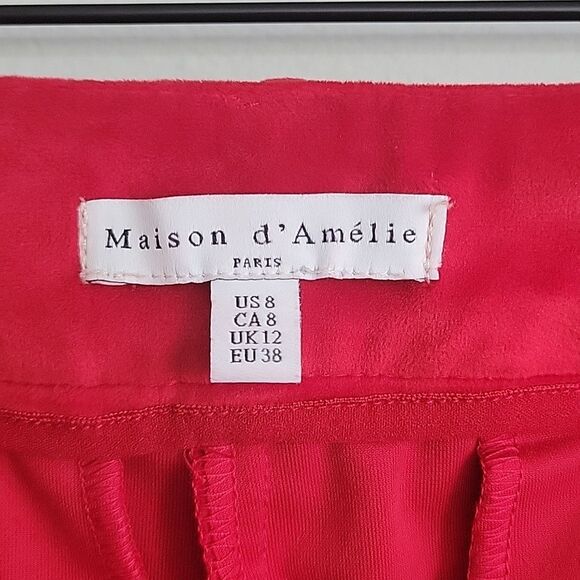 Maison d'Amélie
PARIS
US 8
CA 8
UK 12
EU 38